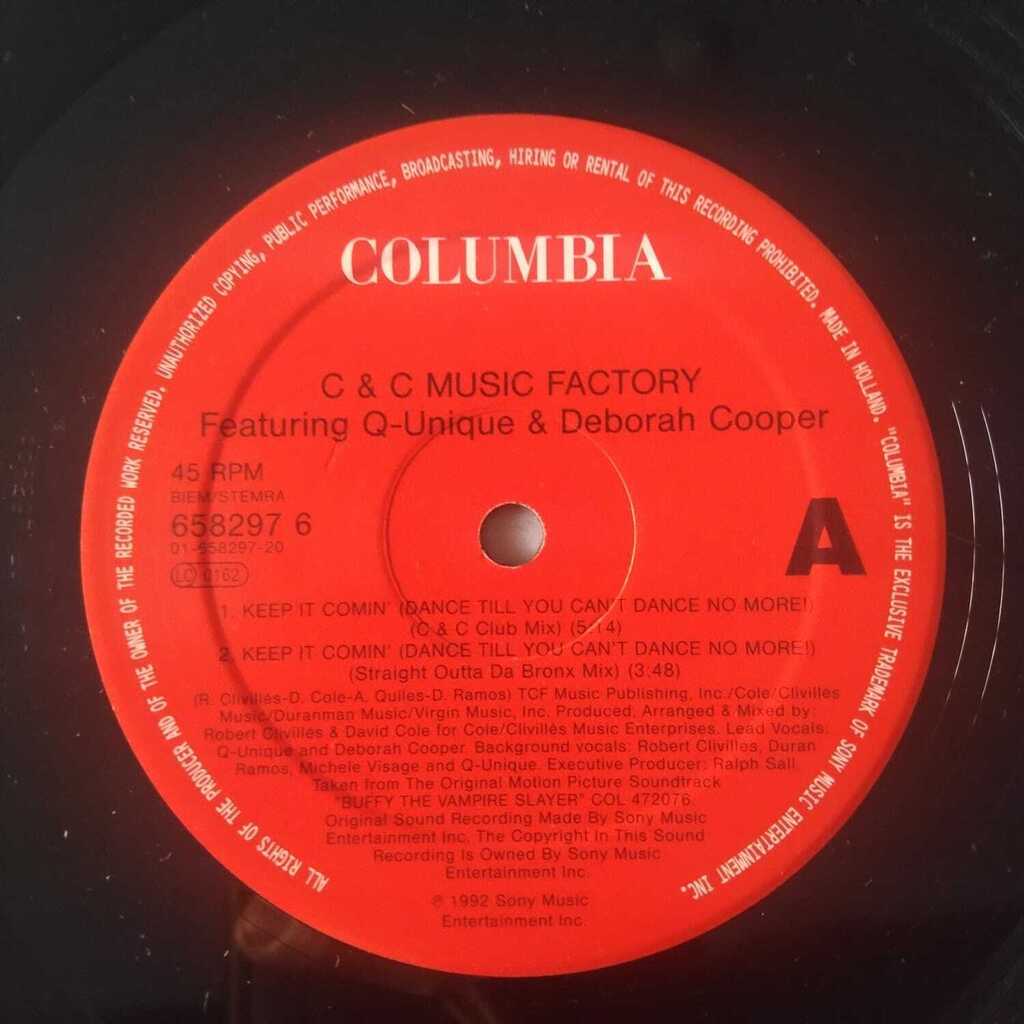 ALL RIGHTS OF THE PRODUCER AND OF THE OWNER OF THE RECORDED WORK RESERVED. UNAUTHORIZED COPYING, PUBLIC PERFORMANCE, BROADCASTING, HIRING OR RENTAL OF THIS RECORDING PROHIBITED. MADE IN HOLLAND. "COLUMBIA" IS THE EXCLUSIVE TRADEMARK OF SONY MUSIC ENTERTAINMENT INC.
COLUMBIA
C & C MUSIC FACTORY
Featuring Q-Unique & Deborah Cooper
45 RPM
BIEM/STEMRA
658297 6
01-658297-20
LC 0162
A
1. KEEP IT COMIN' (DANCE TILL YOU CAN'T DANCE NO MORE!)
(C & C Club Mix) (5:14)
2. KEEP IT COMIN' (DANCE TILL YOU CAN'T DANCE NO MORE!)
(Straight Outta Da Bronx Mix) (3:48)
(R. Clivillés-D. Cole-A. Quiles-D. Ramos) TCF Music Publishing, Inc./Cole/Clivilles
Music/Duranman Music/Virgin Music, Inc. Produced, Arranged & Mixed by:
Robert Clivillés & David Cole for Cole/Clivillés Music Enterprises. Lead Vocals:
Q-Unique and Deborah Cooper. Background vocals: Robert Clivilles, Duran
Ramos, Michele Visage and Q-Unique. Executive Producer: Ralph Sall.
Taken from The Original Motion Picture Soundtrack
"BUFFY THE VAMPIRE SLAYER" COL 472076
Original Sound Recording Made By Sony Music
Entertainment Inc. The Copyright In This Sound
Recording Is Owned By Sony Music
Entertainment Inc.
℗ 1992 Sony Music
Entertainment Inc.